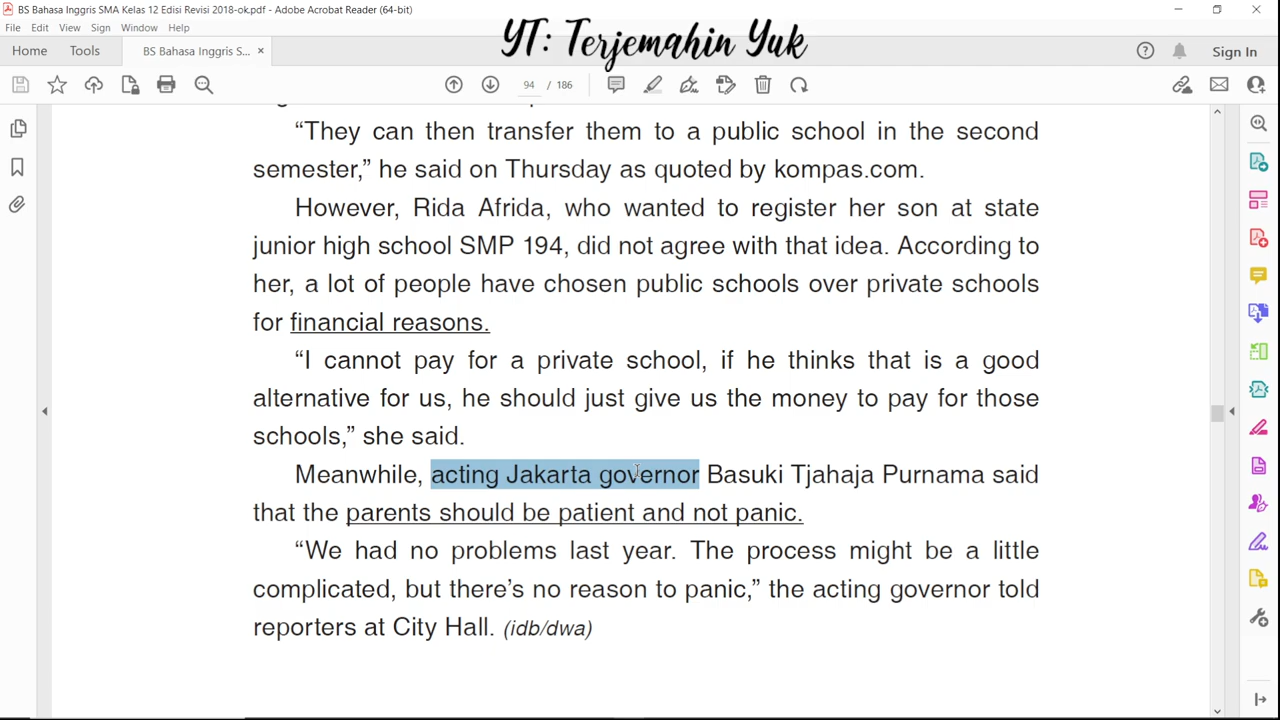 BS Bahasa Inggris SMA Kelas 12 Edisi Revisi 2018-ok.pdf - Adobe Acrobat Reader (64-bit)
YT: Terjemahin Yuk
File Edit View Sign Window Help
Home Tools BS Bahasa Inggris S... × Sign In
94 / 186
“They can then transfer them to a public school in the second
semester,” he said on Thursday as quoted by kompas.com.
However, Rida Afrida, who wanted to register her son at state
junior high school SMP 194, did not agree with that idea. According to
her, a lot of people have chosen public schools over private schools
for financial reasons.
“I cannot pay for a private school, if he thinks that is a good
alternative for us, he should just give us the money to pay for those
schools,” she said.
Meanwhile, acting Jakarta governor Basuki Tjahaja Purnama said
that the parents should be patient and not panic.
“We had no problems last year. The process might be a little
complicated, but there’s no reason to panic,” the acting governor told
reporters at City Hall. (idb/dwa)